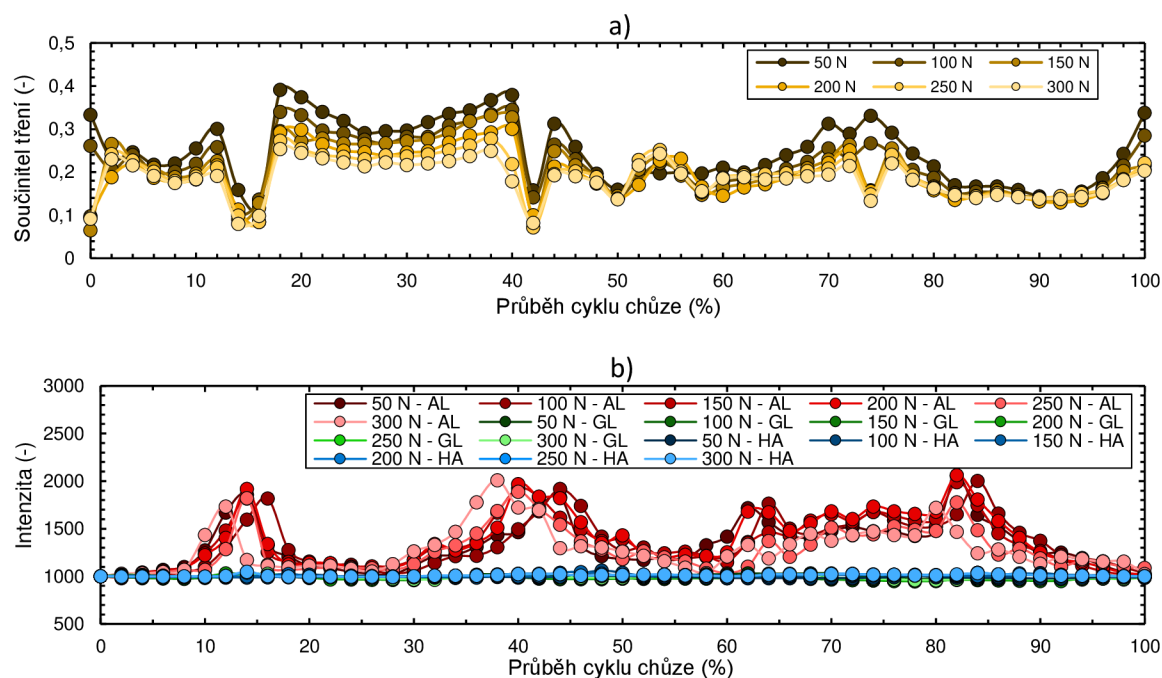 a)
0,5
0,4
0,3
0,2
0,1
0
Součinitel tření (-)
50 N 100 N 150 N
200 N 250 N 300 N
0 10 20 30 40 50 60 70 80 90 100
Průběh cyklu chůze (%)
b)
3000
2500
2000
1500
1000
500
Intenzita (-)
50 N - AL 100 N - AL 150 N - AL 200 N - AL 250 N - AL
300 N - AL 50 N - GL 100 N - GL 150 N - GL 200 N - GL
250 N - GL 300 N - GL 50 N - HA 100 N - HA 150 N - HA
200 N - HA 250 N - HA 300 N - HA
0 10 20 30 40 50 60 70 80 90 100
Průběh cyklu chůze (%)